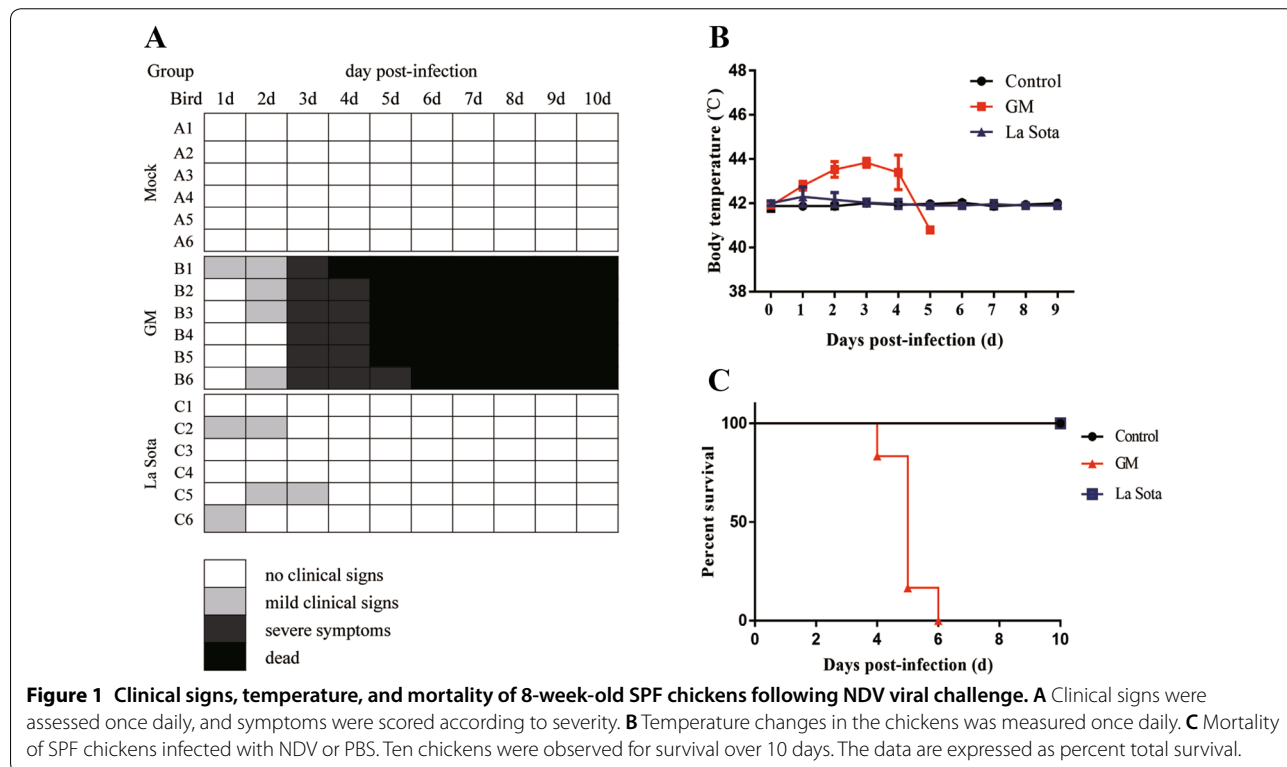 A
Group day post-infection
Bird 1d 2d 3d 4d 5d 6d 7d 8d 9d 10d
Mock
A1
A2
A3
A4
A5
A6
GM
B1
B2
B3
B4
B5
B6
La Sota
C1
C2
C3
C4
C5
C6
no clinical signs
mild clinical signs
severe symptoms
dead
B
Body temperature (℃)
48
46
44
42
40
38
0 1 2 3 4 5 6 7 8 9
Days post-infection (d)
Control
GM
La Sota
C
Percent survival
100
50
0
0 2 4 6 8 10
Days post-infection (d)
Control
GM
La Sota
Figure 1 Clinical signs, temperature, and mortality of 8-week-old SPF chickens following NDV viral challenge. A Clinical signs were
assessed once daily, and symptoms were scored according to severity. B Temperature changes in the chickens was measured once daily. C Mortality
of SPF chickens infected with NDV or PBS. Ten chickens were observed for survival over 10 days. The data are expressed as percent total survival.